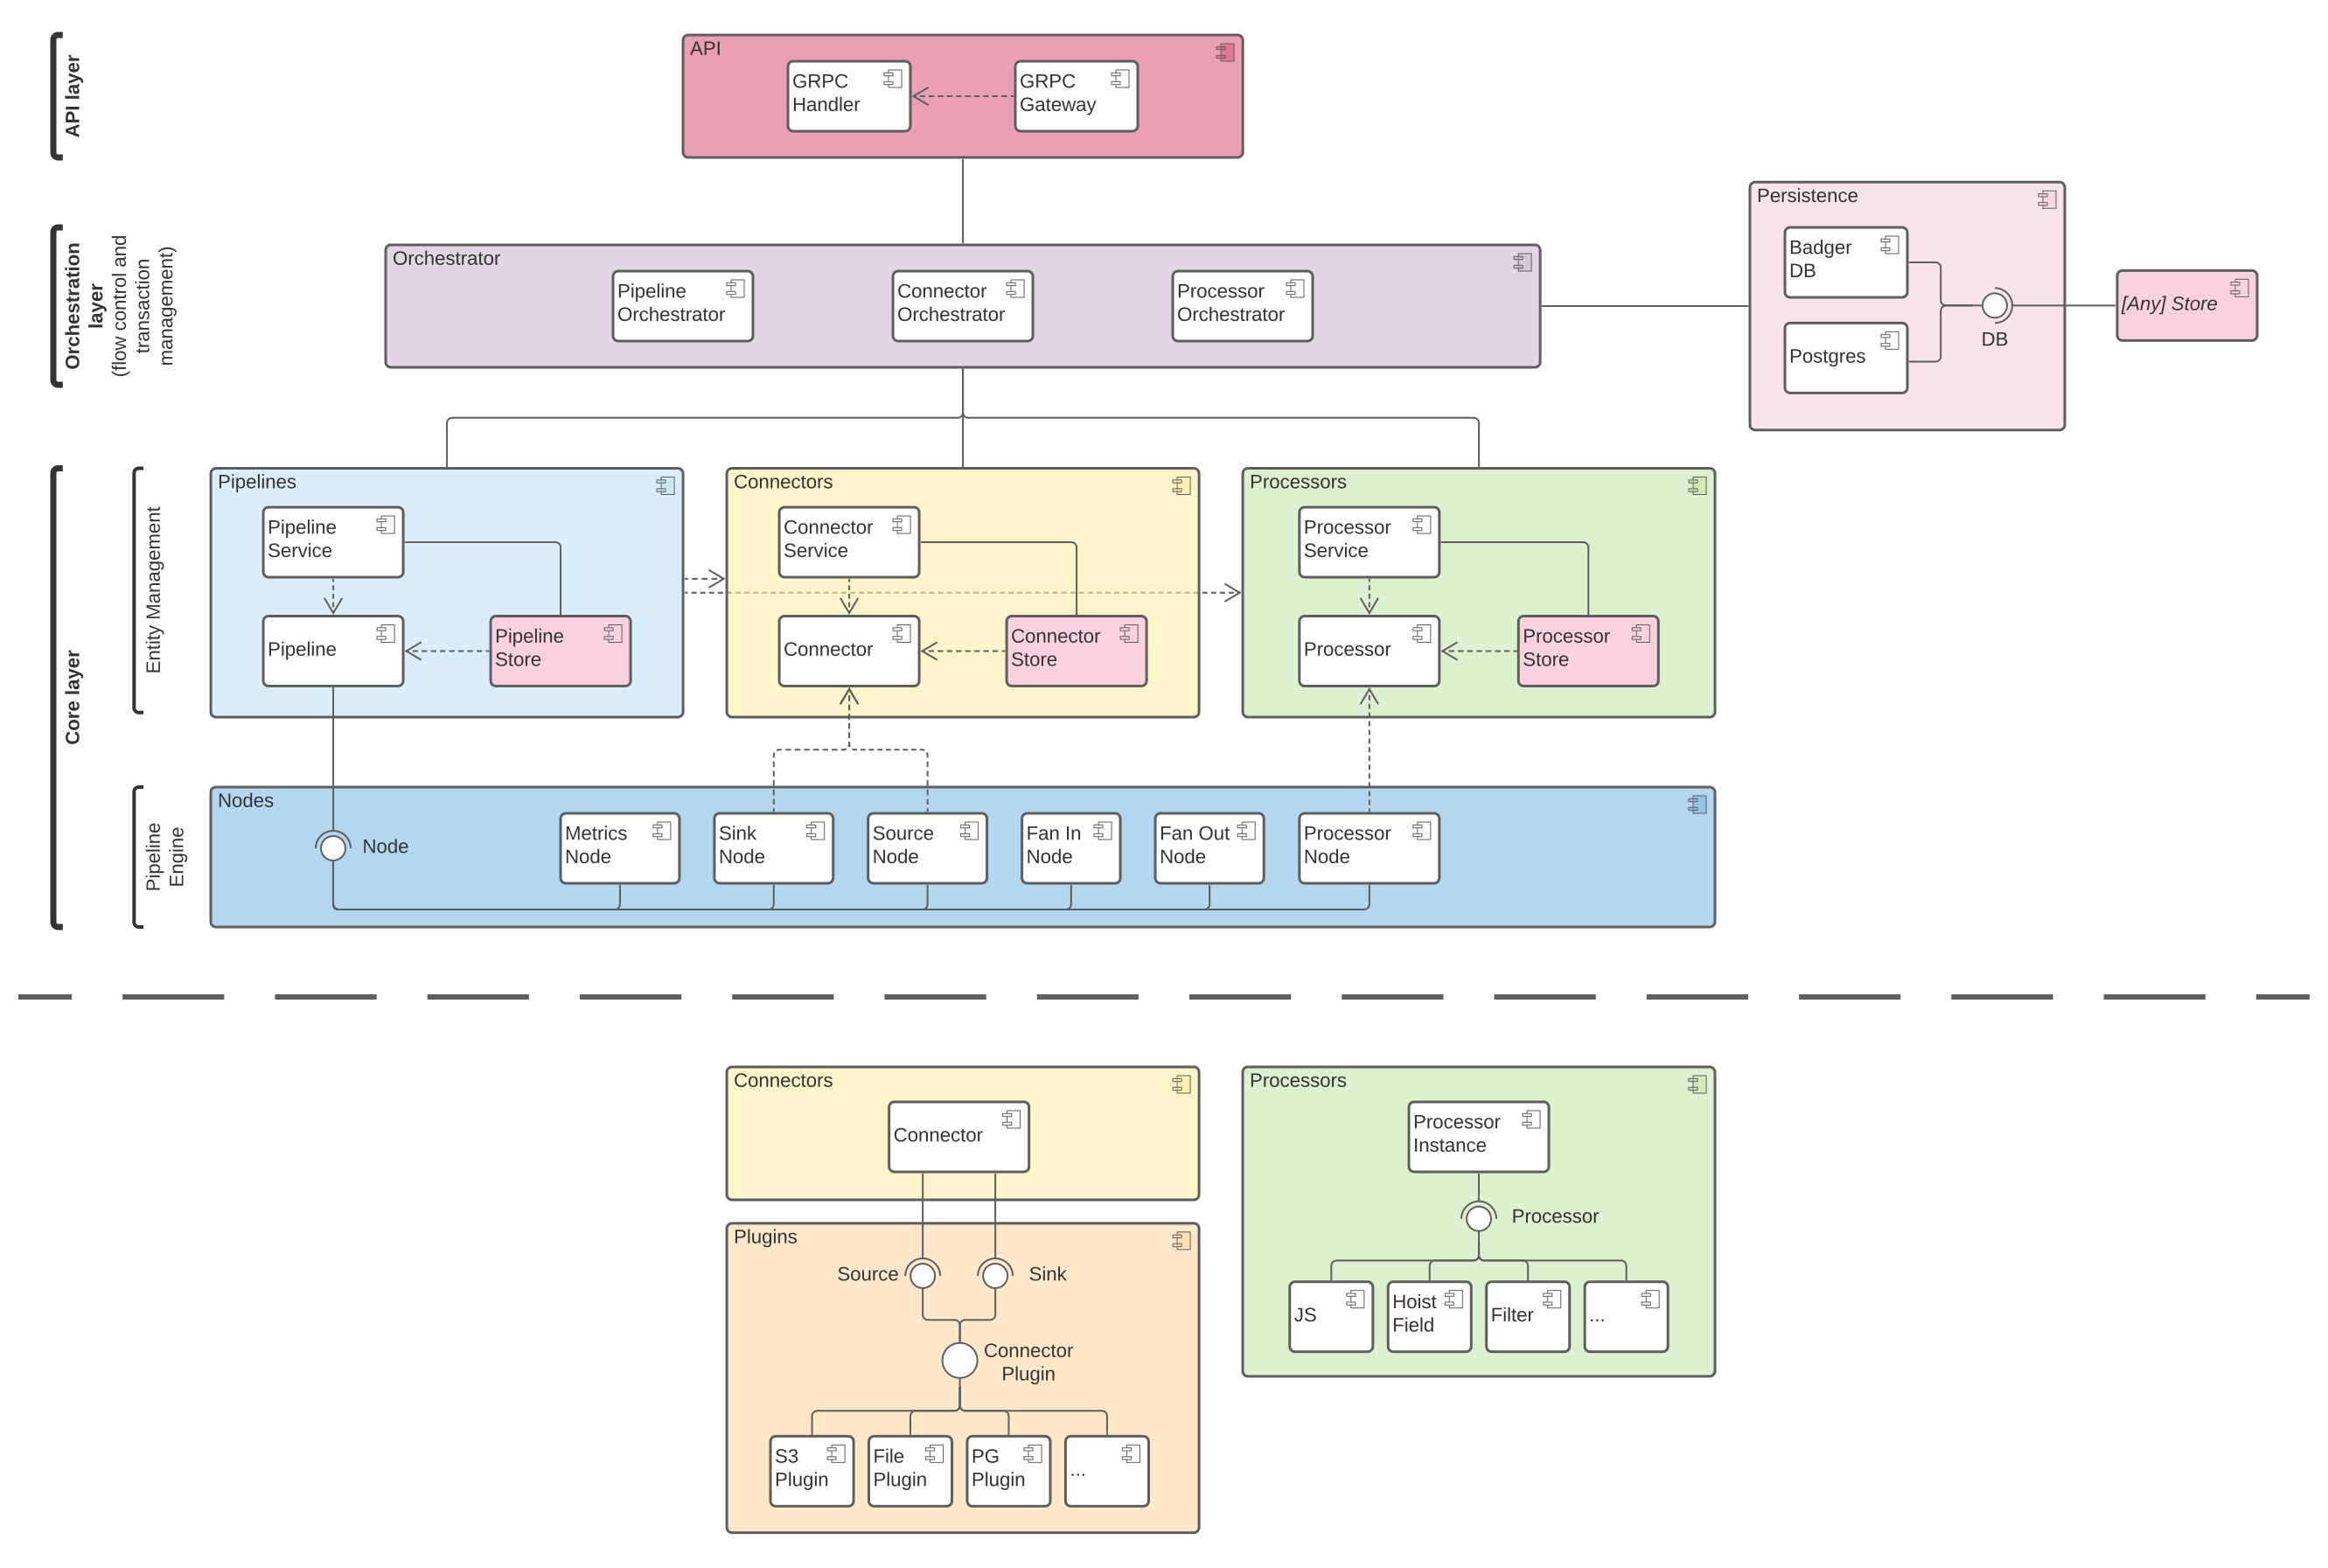 API layer
API
GRPC
Handler
GRPC
Gateway
Orchestration
layer
(flow control and
transaction
management)
Orchestrator
Pipeline
Orchestrator
Connector
Orchestrator
Processor
Orchestrator
Persistence
Badger
DB
Postgres
DB
[Any] Store
Core layer
Entity Management
Pipelines
Pipeline
Service
Pipeline
Pipeline
Store
Connectors
Connector
Service
Connector
Connector
Store
Processors
Processor
Service
Processor
Processor
Store
Pipeline
Engine
Nodes
Node
Metrics
Node
Sink
Node
Source
Node
Fan In
Node
Fan Out
Node
Processor
Node
Connectors
Connector
Plugins
Source
Sink
Connector
Plugin
S3
Plugin
File
Plugin
PG
Plugin
...
Processors
Processor
Instance
Processor
JS
Hoist
Field
Filter
...